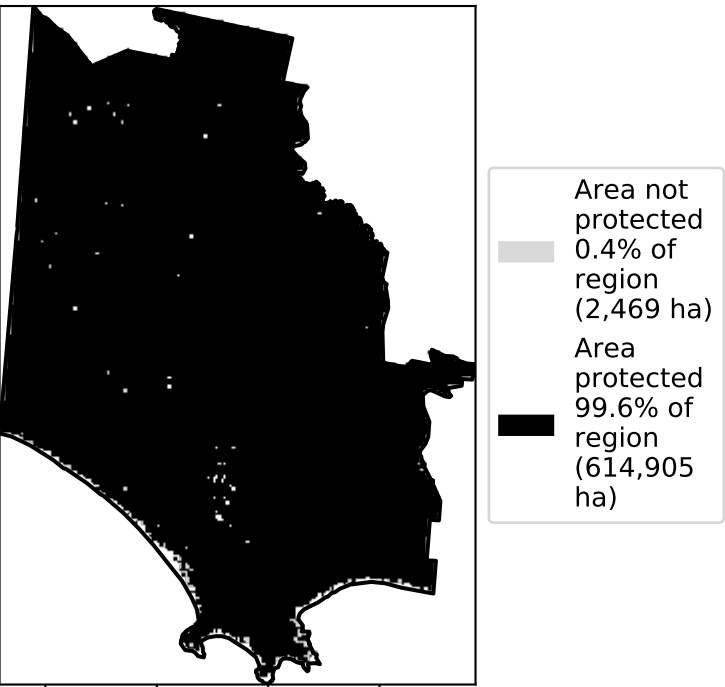 Area not
protected
0.4% of
region
(2,469 ha)
Area
protected
99.6% of
region
(614,905
ha)